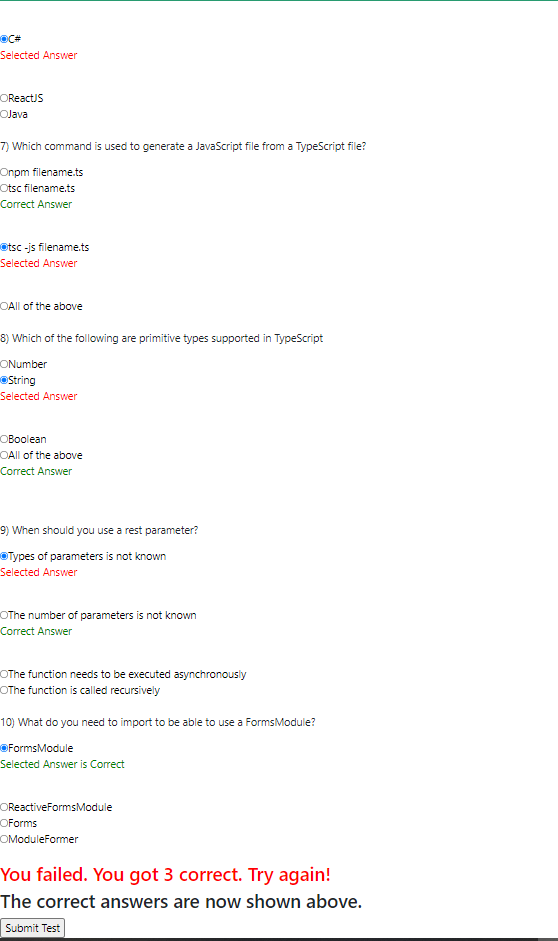 C#
Selected Answer
ReactJS
Java
7) Which command is used to generate a JavaScript file from a TypeScript file?
npm filename.ts
tsc filename.ts
Correct Answer
tsc -js filename.ts
Selected Answer
All of the above
8) Which of the following are primitive types supported in TypeScript
Number
String
Selected Answer
Boolean
All of the above
Correct Answer
9) When should you use a rest parameter?
Types of parameters is not known
Selected Answer
The number of parameters is not known
Correct Answer
The function needs to be executed asynchronously
The function is called recursively
10) What do you need to import to be able to use a FormsModule?
FormsModule
Selected Answer is Correct
ReactiveFormsModule
Forms
ModuleFormer
You failed. You got 3 correct. Try again!
The correct answers are now shown above.
Submit Test